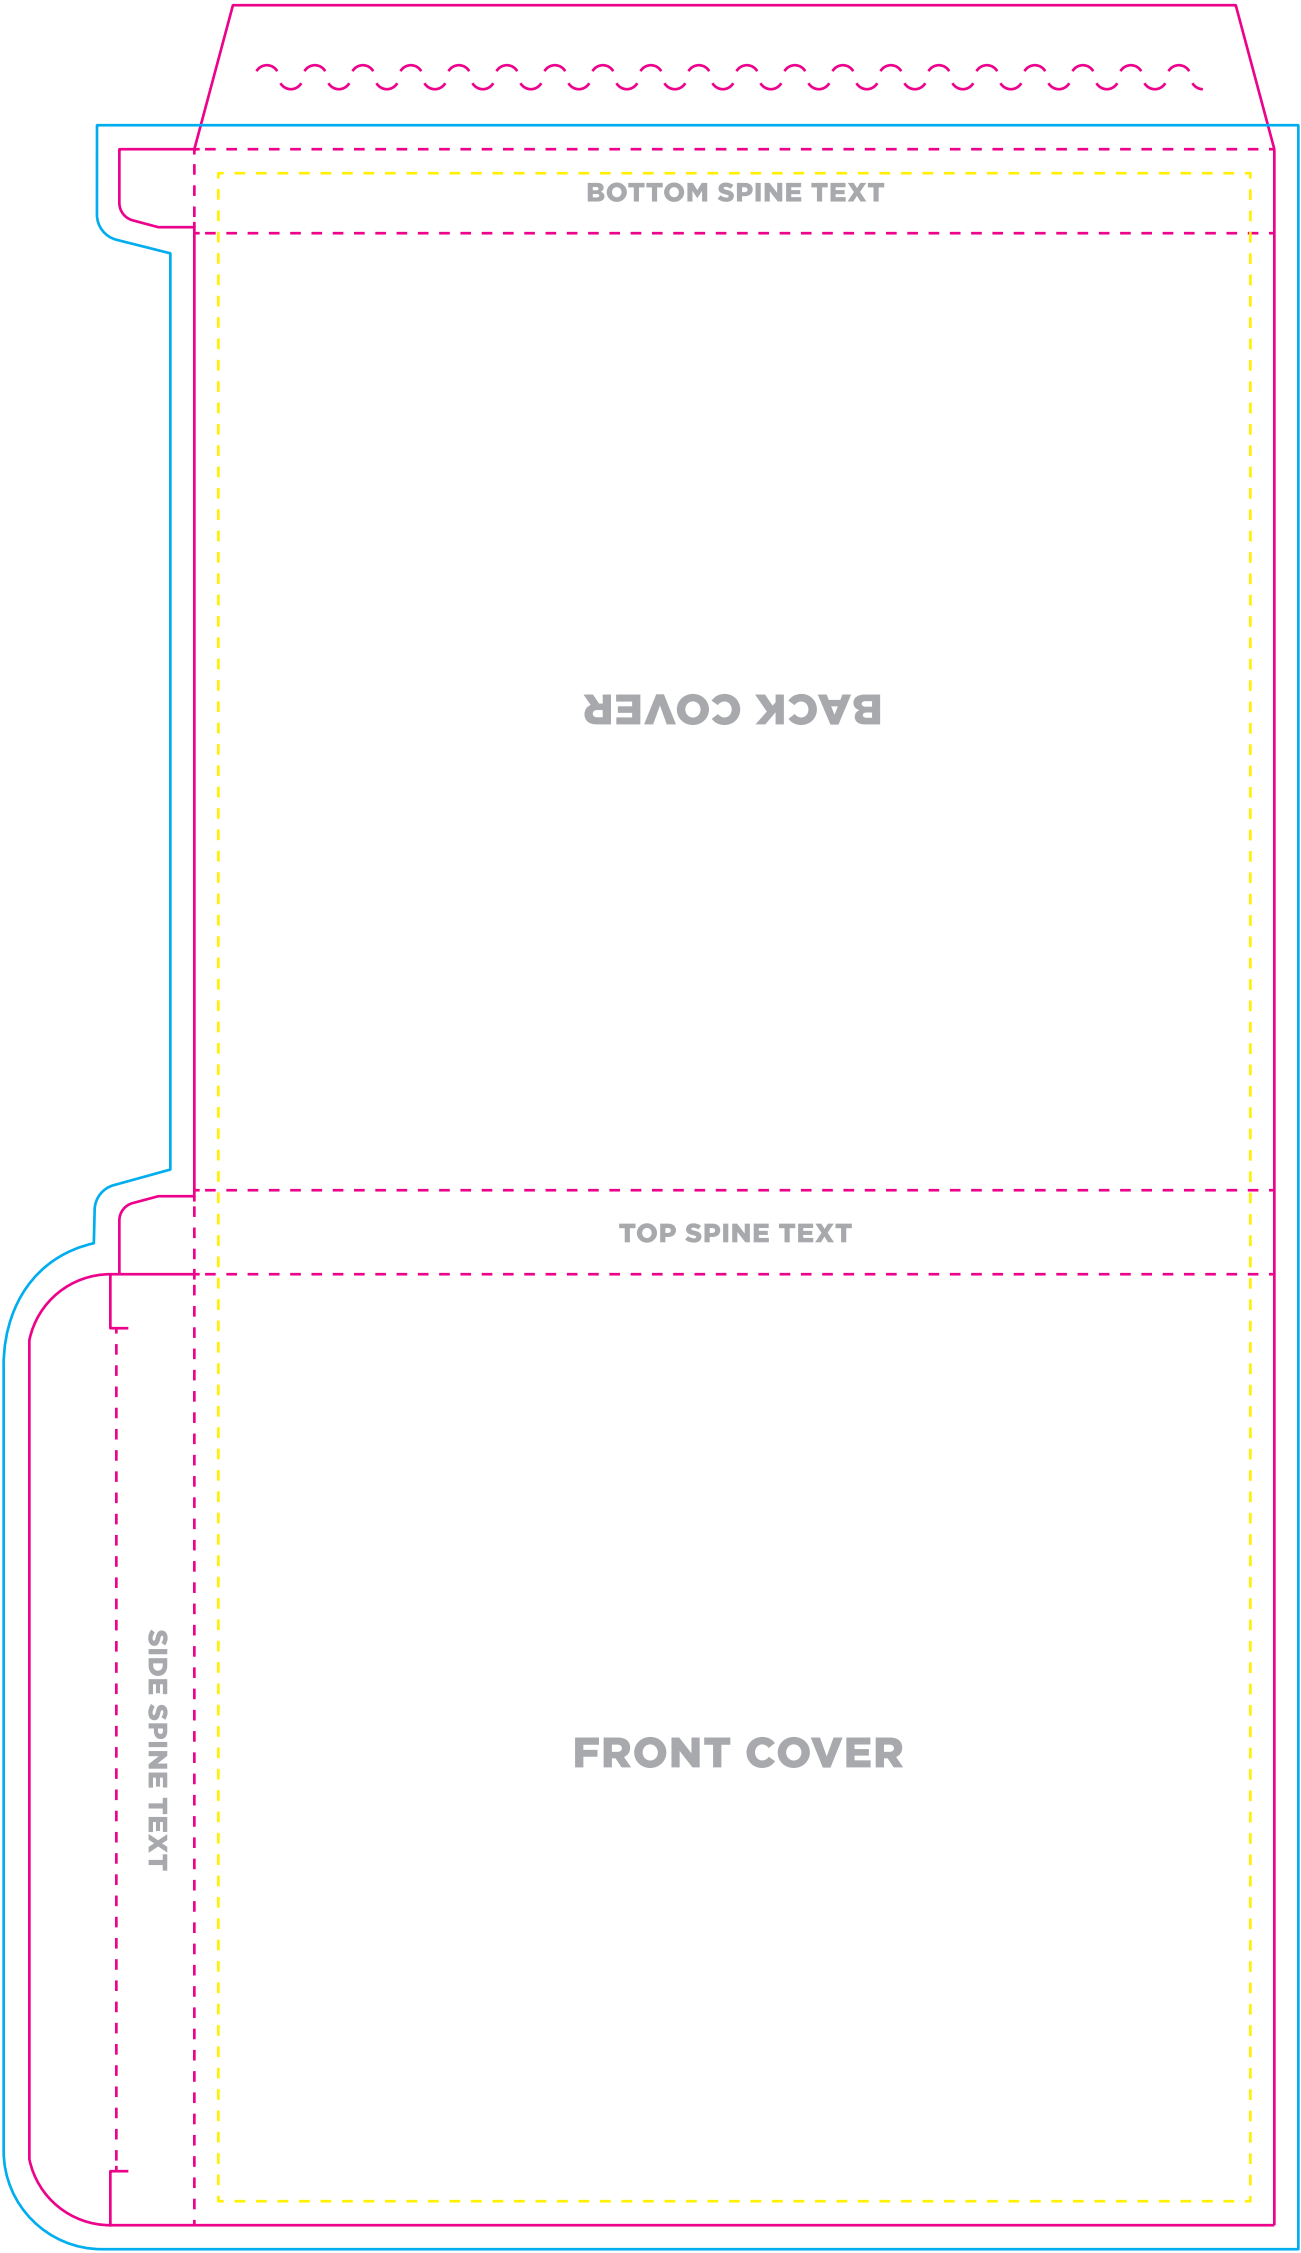 BOTTOM SPINE TEXT
BACK COVER
TOP SPINE TEXT
SIDE SPINE TEXT
FRONT COVER